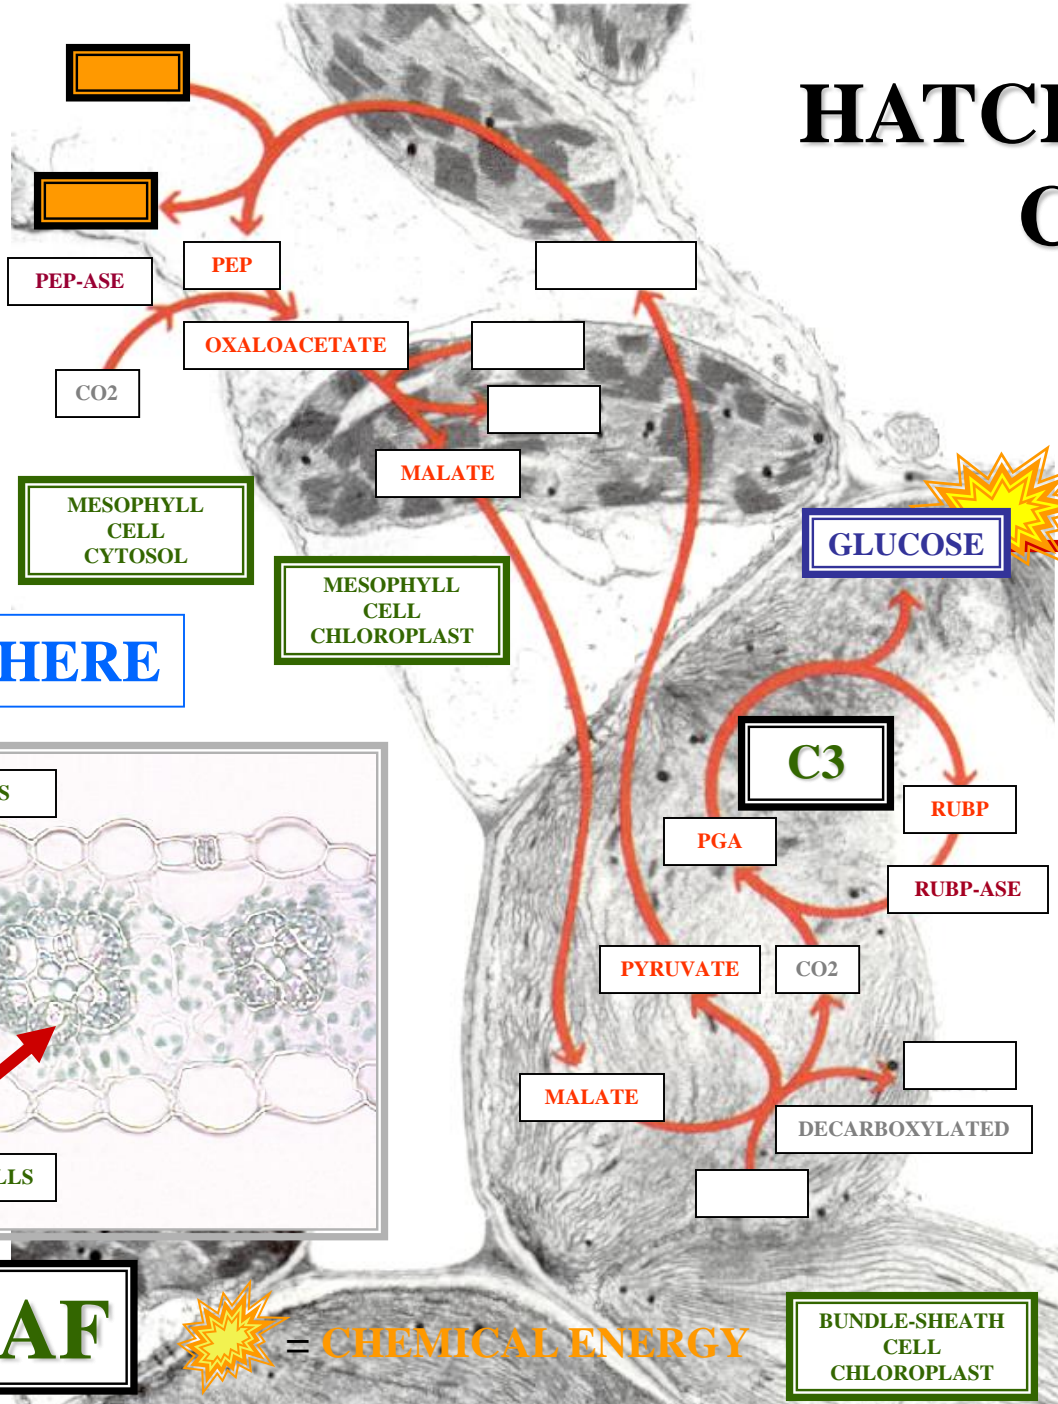 HATC
C
PEP-ASE
PEP
OXALOACETATE
CO2
MALATE
MESOPHYLL
CELL
CYTOSOL
GLUCOSE
MESOPHYLL
CELL
CHLOROPLAST
HERE
C3
S
RUBP
PGA
RUBP-ASE
PYRUVATE
CO2
MALATE
DECARBOXYLATED
LLS
AF
= CHEMICAL ENERGY
BUNDLE-SHEATH
CELL
CHLOROPLAST